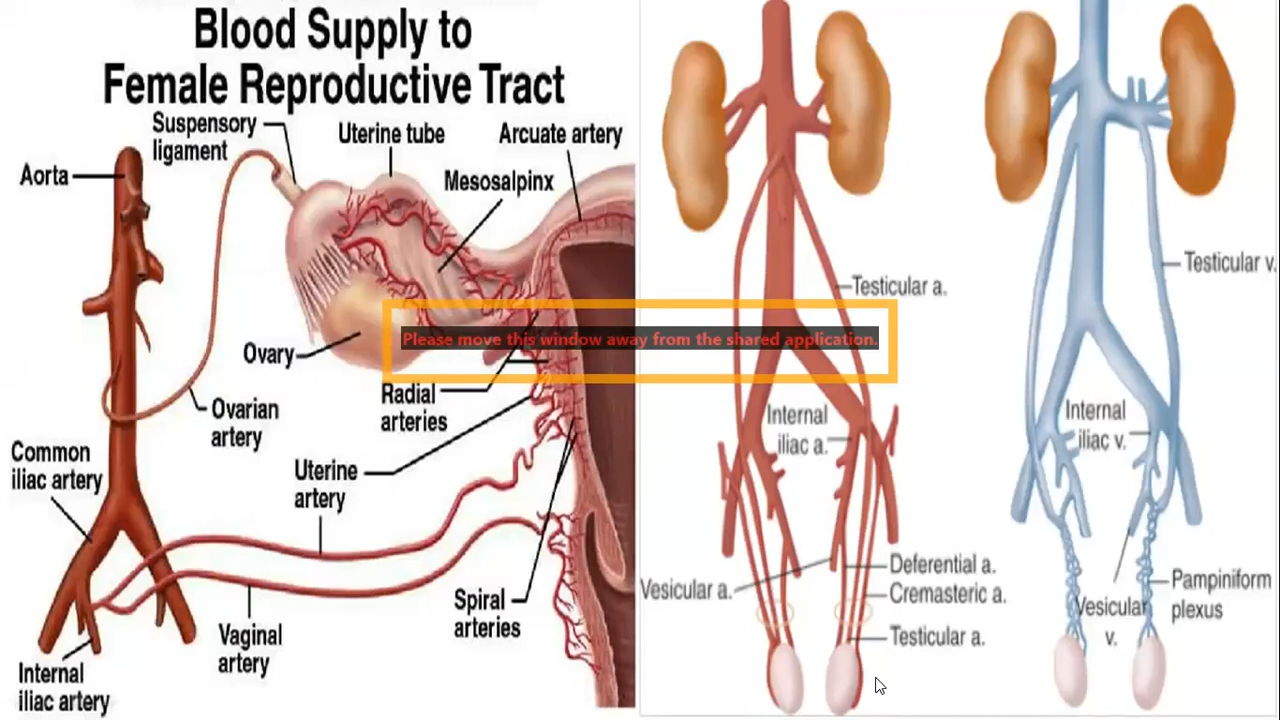 Blood Supply to
Female Reproductive Tract
Suspensory
ligament
Uterine tube
Arcuate artery
Aorta
Mesosalpinx
Ovary
Radial
arteries
Ovarian
artery
Common
iliac artery
Uterine
artery
Spiral
arteries
Vaginal
artery
Internal
iliac artery
Please move this window away from the shared application.
Testicular a.
Internal
iliac a.
Vesicular a.
Deferential a.
Cremasteric a.
Testicular a.
Testicular v.
Internal
iliac v.
Pampiniform
plexus
Vesicular
v.